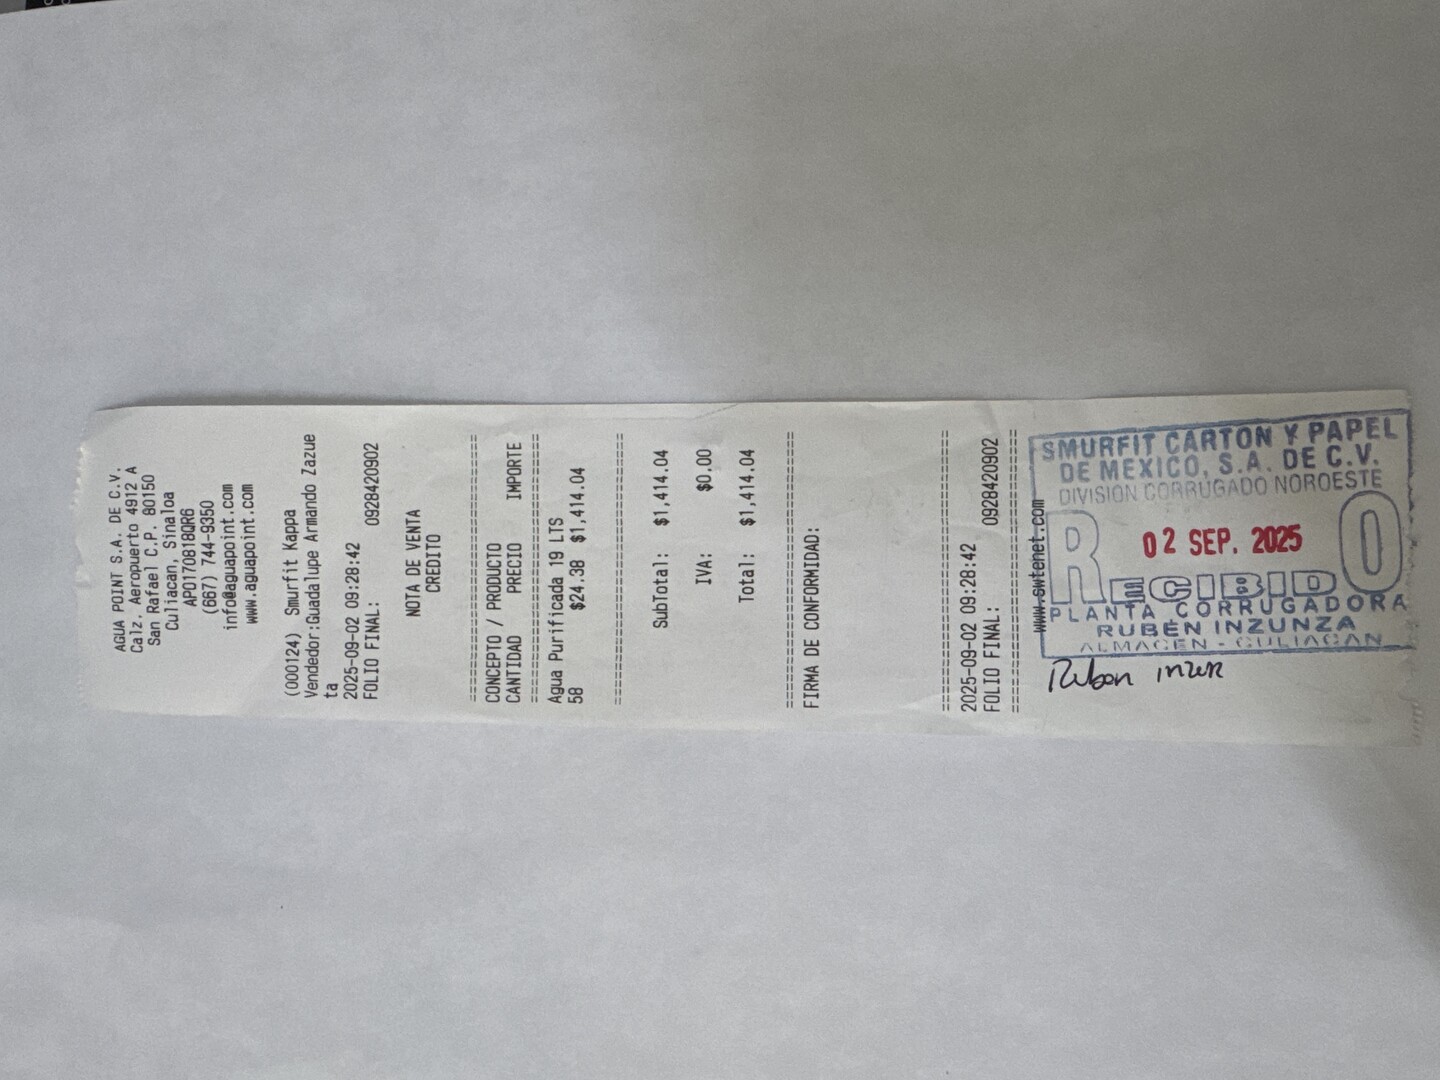 AGUA POINT S.A. DE C.V.
Calz. Aeropuerto 4912 A
San Rafael C.P. 80150
Culiacan, Sinaloa
APO170818QR6
(667) 744-9350
info@aguapoint.com
www.aguapoint.com
(000124) Smurfit Kappa
Vendedor:Guadalupe Armando Zazue
ta
2025-09-02 09:28:42
FOLIO FINAL: 0928420902
NOTA DE VENTA
CREDITO
================================
CONCEPTO / PRODUCTO
CANTIDAD PRECIO IMPORTE
================================
Agua Purificada 19 LTS
58 $24.38 $1,414.04
================================
SubTotal: $1,414.04
IVA: $0.00
Total: $1,414.04
================================
FIRMA DE CONFORMIDAD:
================================
2025-09-02 09:28:42
FOLIO FINAL: 0928420902
================================
www.swtenet.com
SMURFIT CARTON Y PAPEL
DE MEXICO, S.A. DE C.V.
DIVISION CORRUGADO NOROESTE
02 SEP. 2025
RECIBIDO
PLANTA CORRUGADORA
RUBÉN INZUNZA
ALMACEN - CULIACAN
Ruben